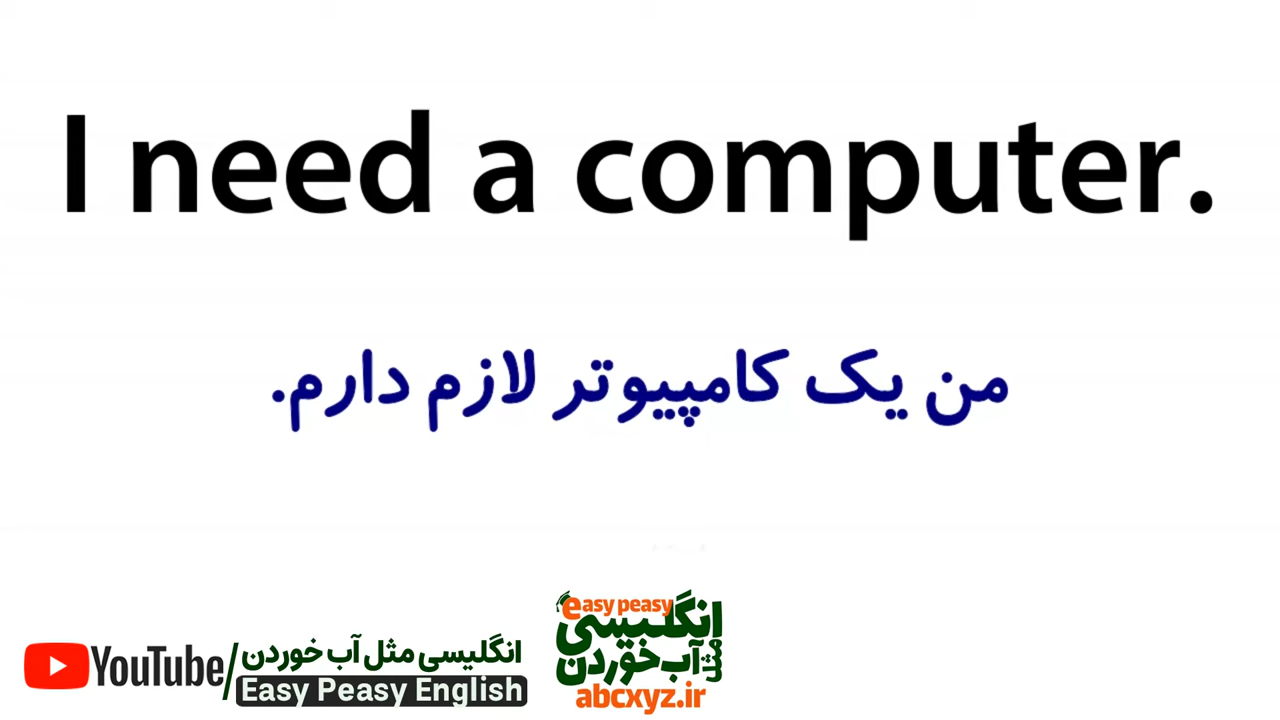 I need a computer.
من یک کامپیوتر لازم دارم.
YouTube/انگلیسی مثل آب خوردن
Easy Peasy English
easy peasy
انگلیسی
مثل
آب خوردن
abcxyz.ir